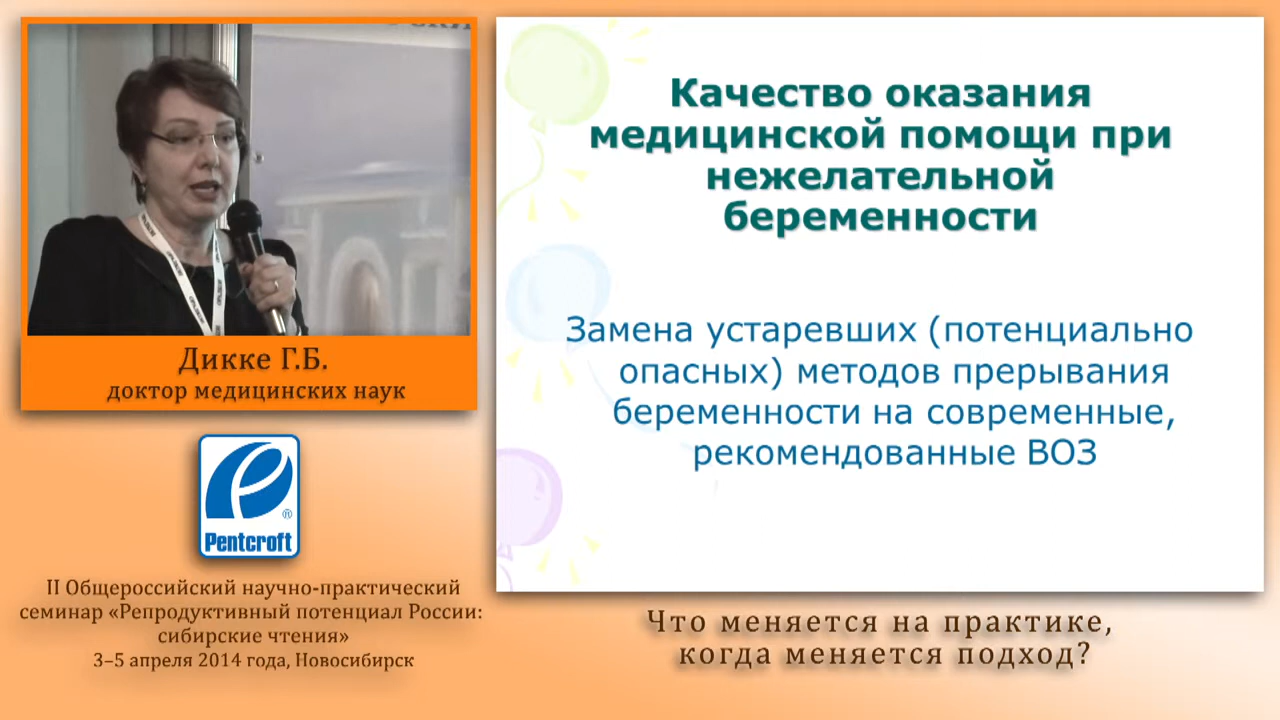 Дикке Г.Б.
доктор медицинских наук
Pentcroft
®
II Общероссийский научно-практический
семинар «Репродуктивный потенциал России:
сибирские чтения»
3–5 апреля 2014 года, Новосибирск
Качество оказания
медицинской помощи при
нежелательной
беременности
Замена устаревших (потенциально
опасных) методов прерывания
беременности на современные,
рекомендованные ВОЗ
Что меняется на практике,
когда меняется подход?